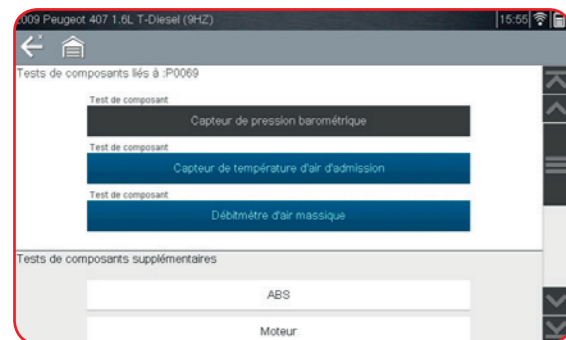 2009 Peugeot 407 1.6L T-Diesel (9HZ) 15:55
Tests de composants liés à :P0069
Test de composant
Capteur de pression barométrique
Test de composant
Capteur de température d'air d'admission
Test de composant
Débitmètre d'air massique
Tests de composants supplémentaires
ABS
Moteur